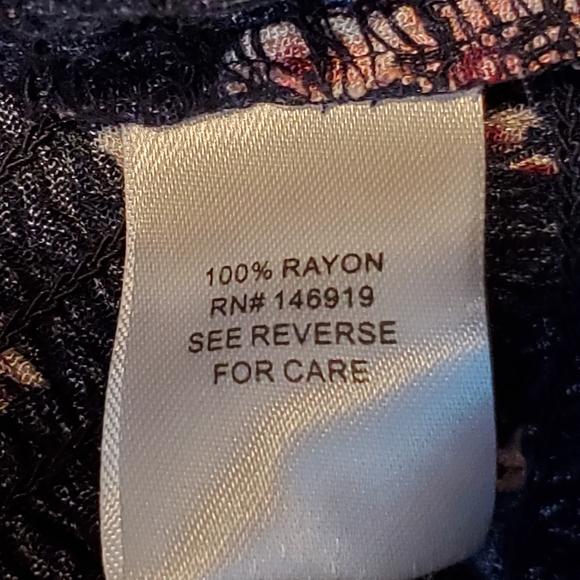 100% RAYON
RN# 146919
SEE REVERSE
FOR CARE